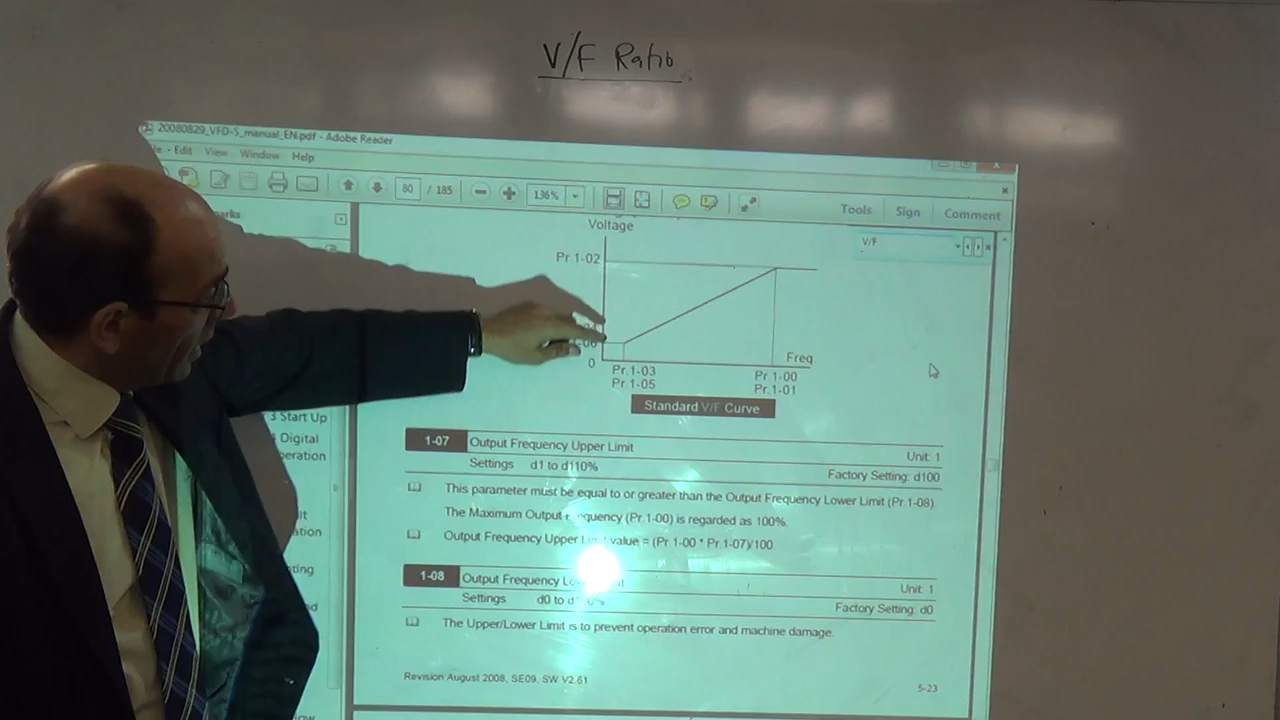 V/F Ratio
20080829_VFD-S_manual_EN.pdf - Adobe Reader
Edit View Window Help
80 / 185 136% Tools Sign Comment
V/F
Voltage
Pr.1-02
0
Freq
Pr.1-03 Pr.1-00
Pr.1-05 Pr.1-01
Standard V/F Curve
3 Start Up
Digital
1-07 Output Frequency Upper Limit Unit: 1
Settings d1 to d110% Factory Setting: d100
This parameter must be equal to or greater than the Output Frequency Lower Limit (Pr.1-08).
The Maximum Output Frequency (Pr.1-00) is regarded as 100%.
Output Frequency Upper Limit value = (Pr.1-00 * Pr.1-07)/100
1-08 Output Frequency Unit: 1
Settings d0 to Factory Setting: d0
The Upper/Lower Limit is to prevent operation error and machine damage.
Revision August 2008, SE09, SW V2.61 5-23